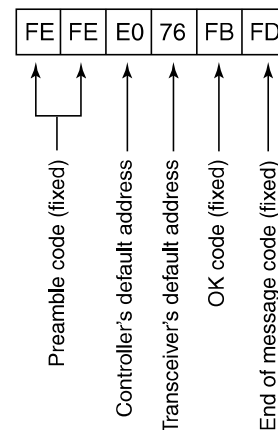 FE FE E0 76 FB FD
Preamble code (fixed)
Controller's default address
Transceiver's default address
OK code (fixed)
End of message code (fixed)